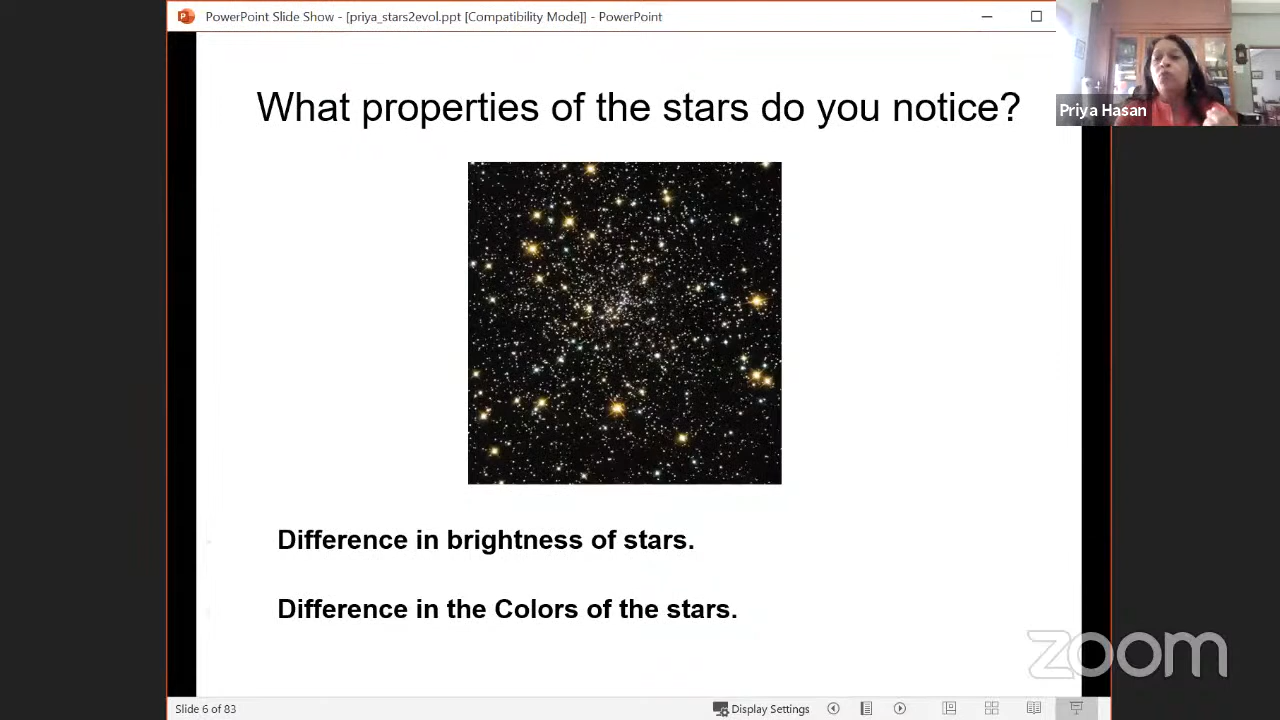 PowerPoint Slide Show - [priya_stars2evol.ppt [Compatibility Mode]] - PowerPoint
Priya Hasan
What properties of the stars do you notice?
Difference in brightness of stars.
Difference in the Colors of the stars.
zoom
Slide 6 of 83
Display Settings